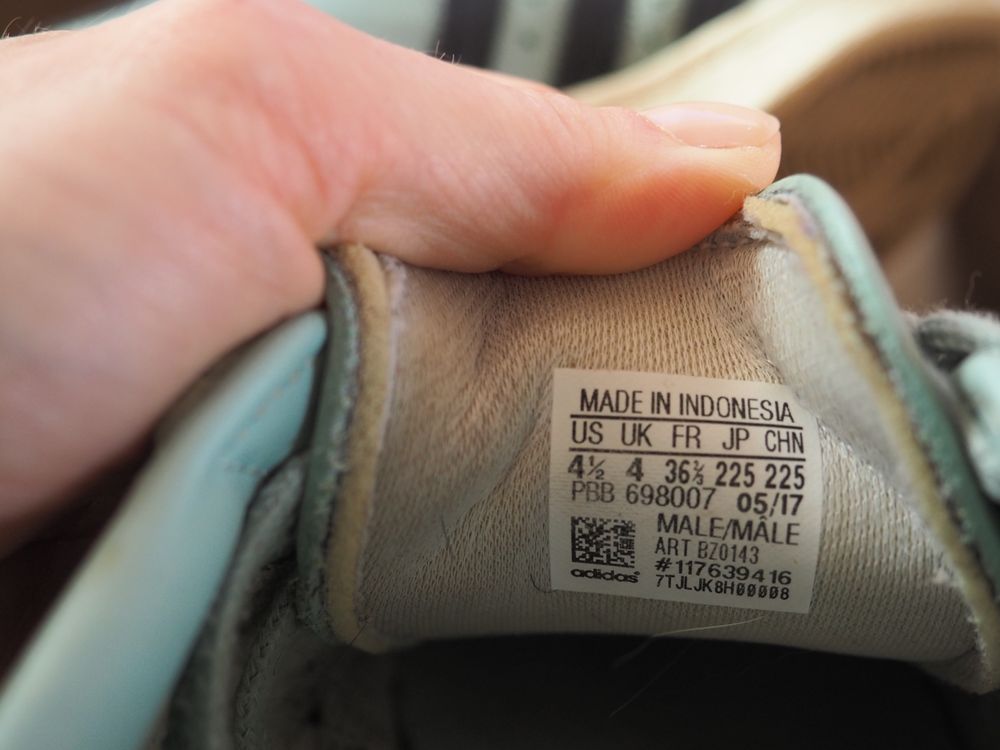 MADE IN INDONESIA
US UK FR JP CHN
4½ 4 36⅔ 225 225
PBB 698007 05/17
MALE/MÂLE
ART BZ0143
#117639416
adidas 7TJLJK8H00008